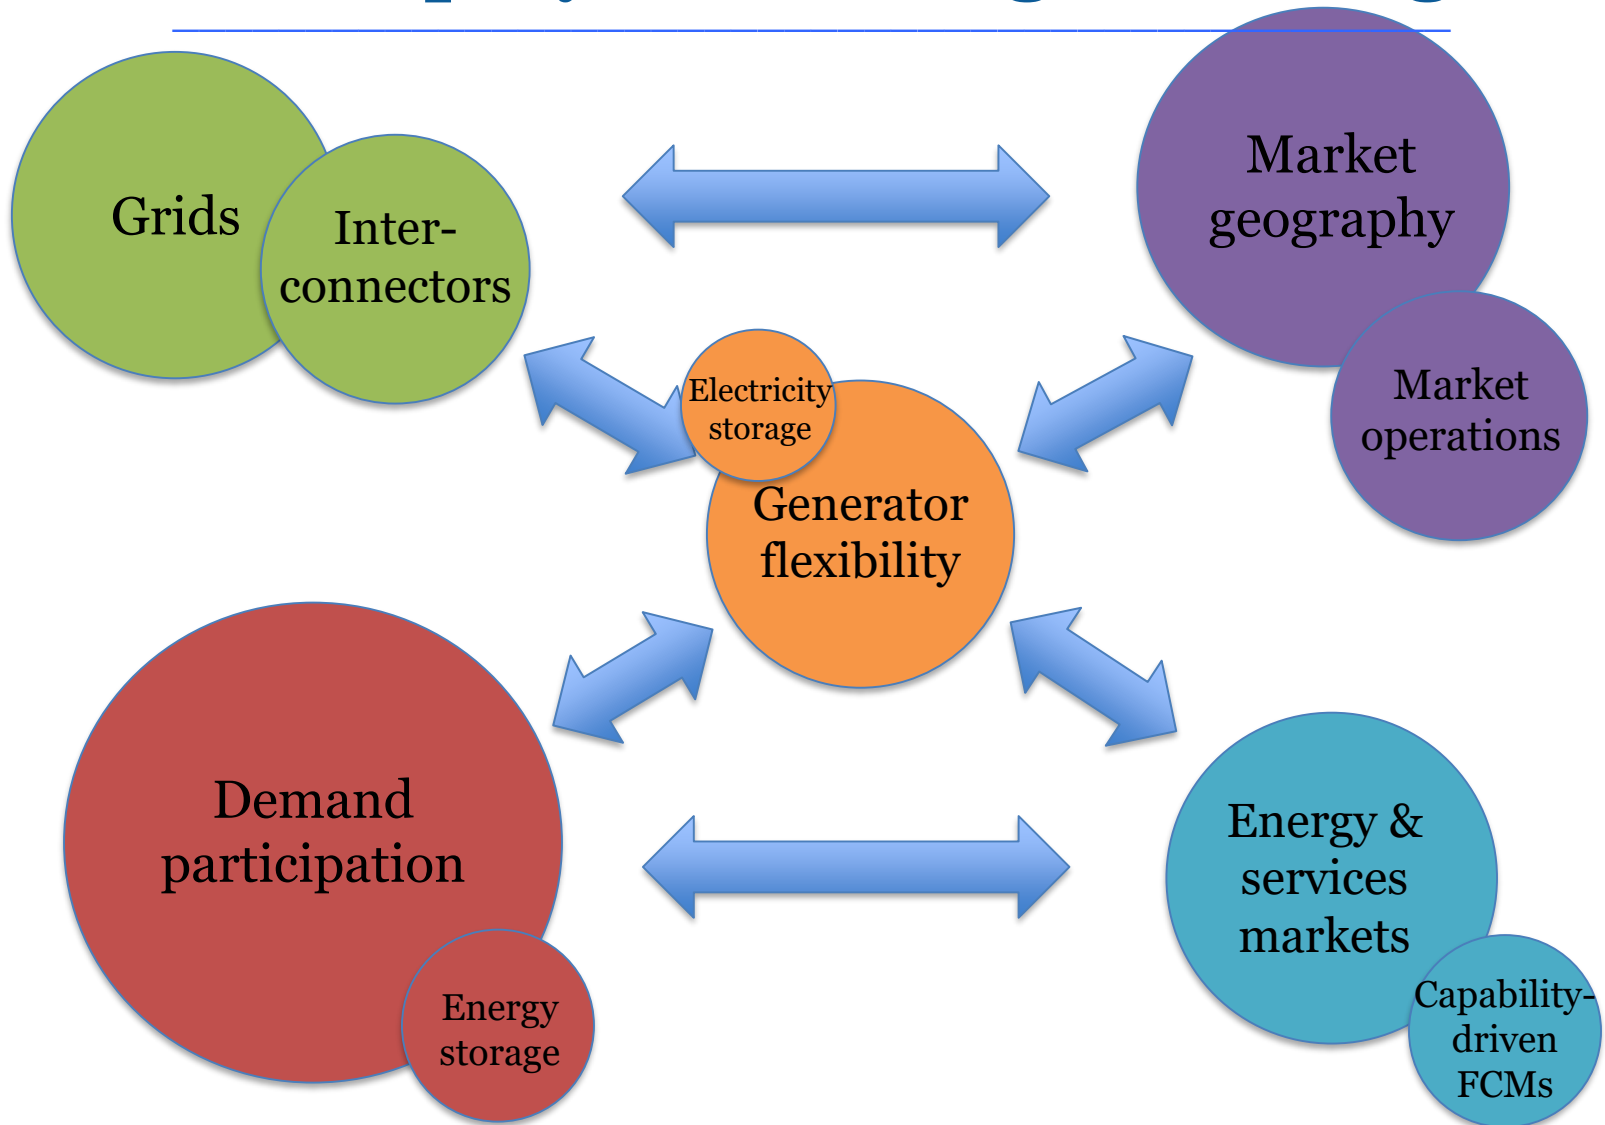 Grids
Inter-
connectors
Market
geography
Market
operations
Electricity
storage
Generator
flexibility
Demand
participation
Energy
storage
Energy &
services
markets
Capability-
driven
FCMs